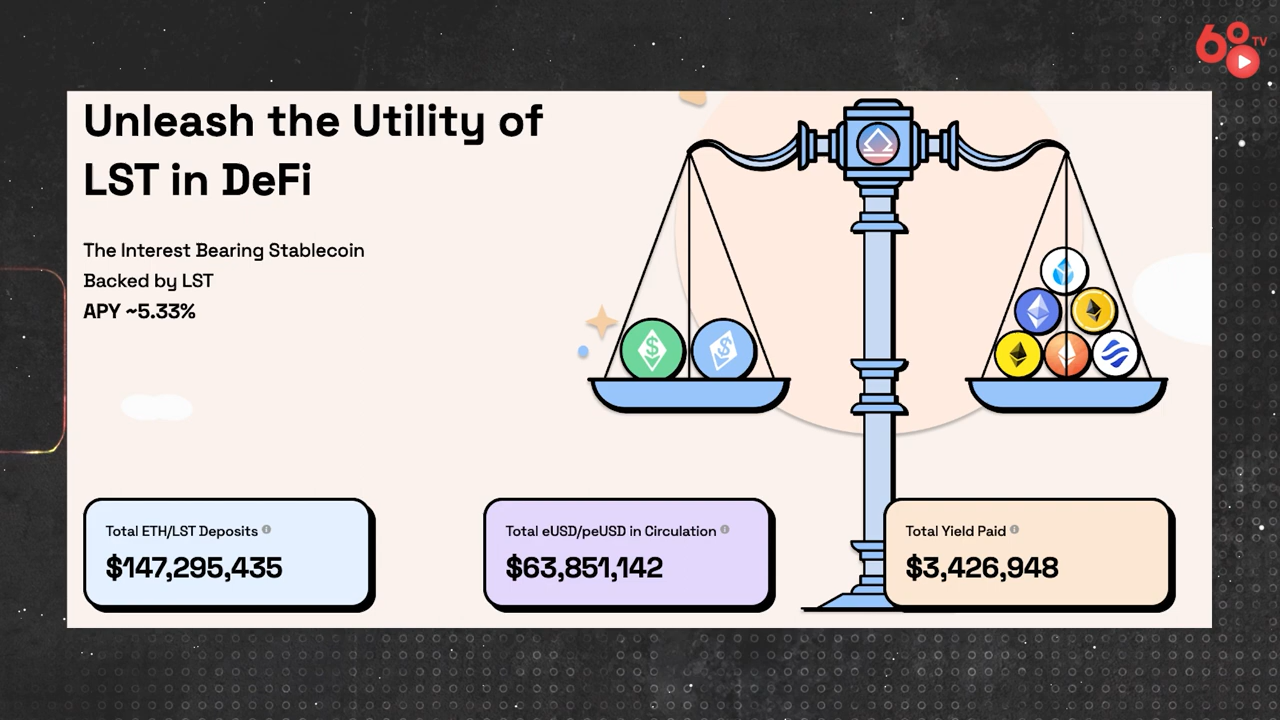 60 TV
Unleash the Utility of
LST in DeFi
The Interest Bearing Stablecoin
Backed by LST
APY ~5.33%
Total ETH/LST Deposits
$147,295,435
Total eUSD/peUSD in Circulation
$63,851,142
Total Yield Paid
$3,426,948